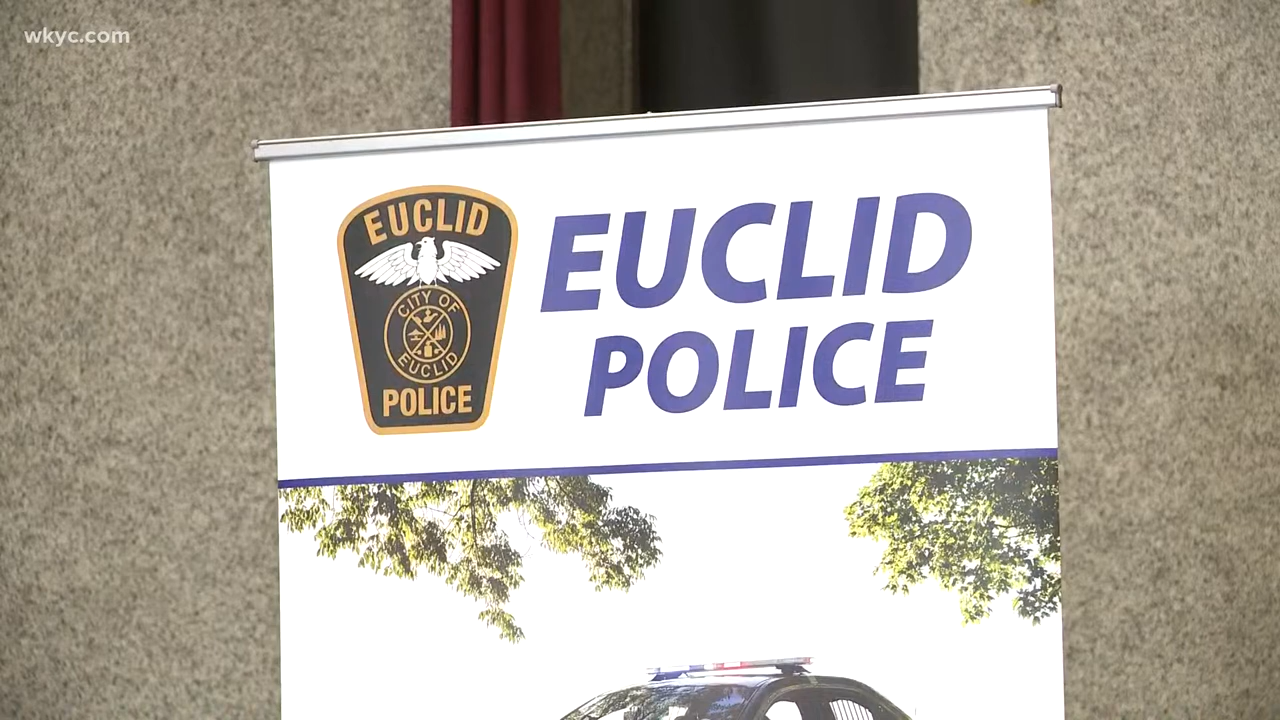 wkyc.com
EUCLID
CITY OF
EUCLID
POLICE
EUCLID
POLICE